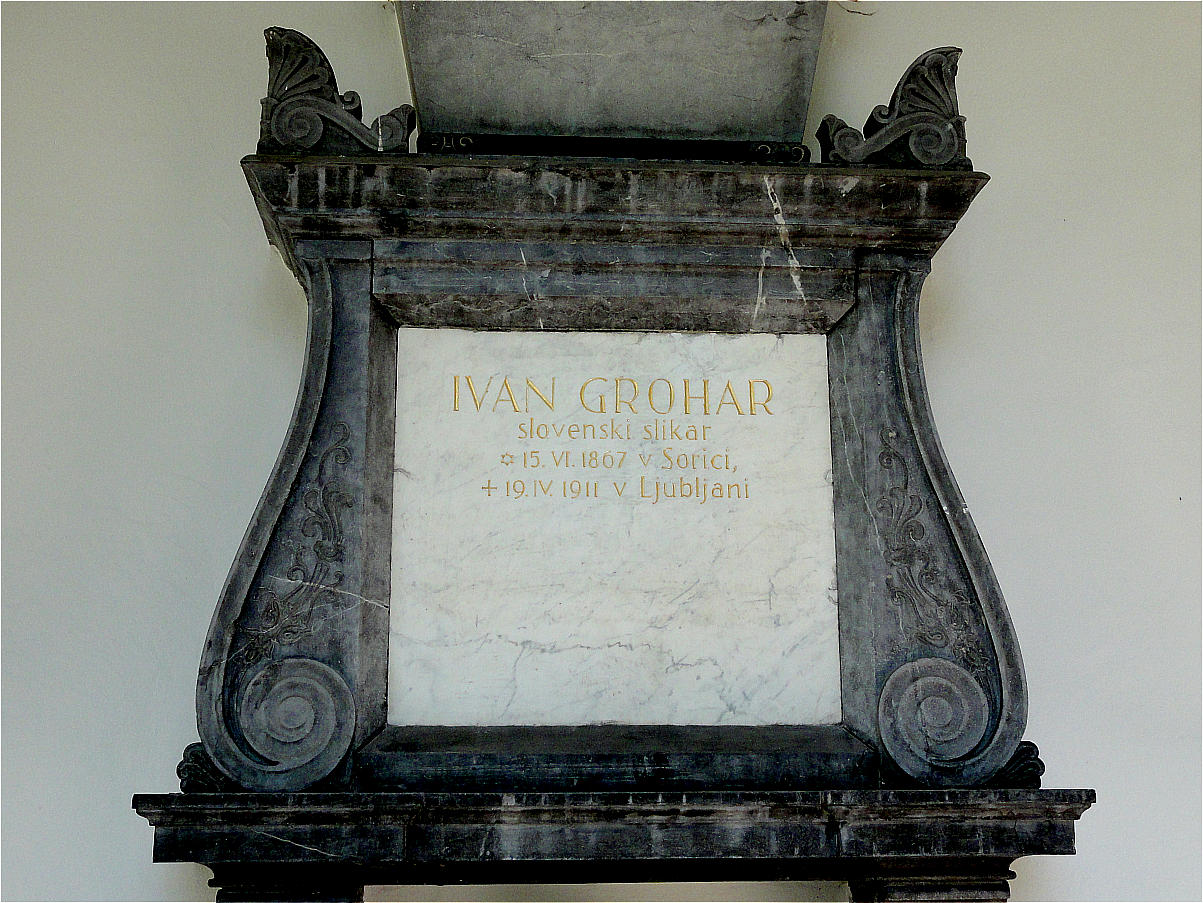 IVAN GROHAR
slovenski slikar
✡ 15. VI. 1867 v Sorici,
+ 19. IV. 1911 v Ljubljani